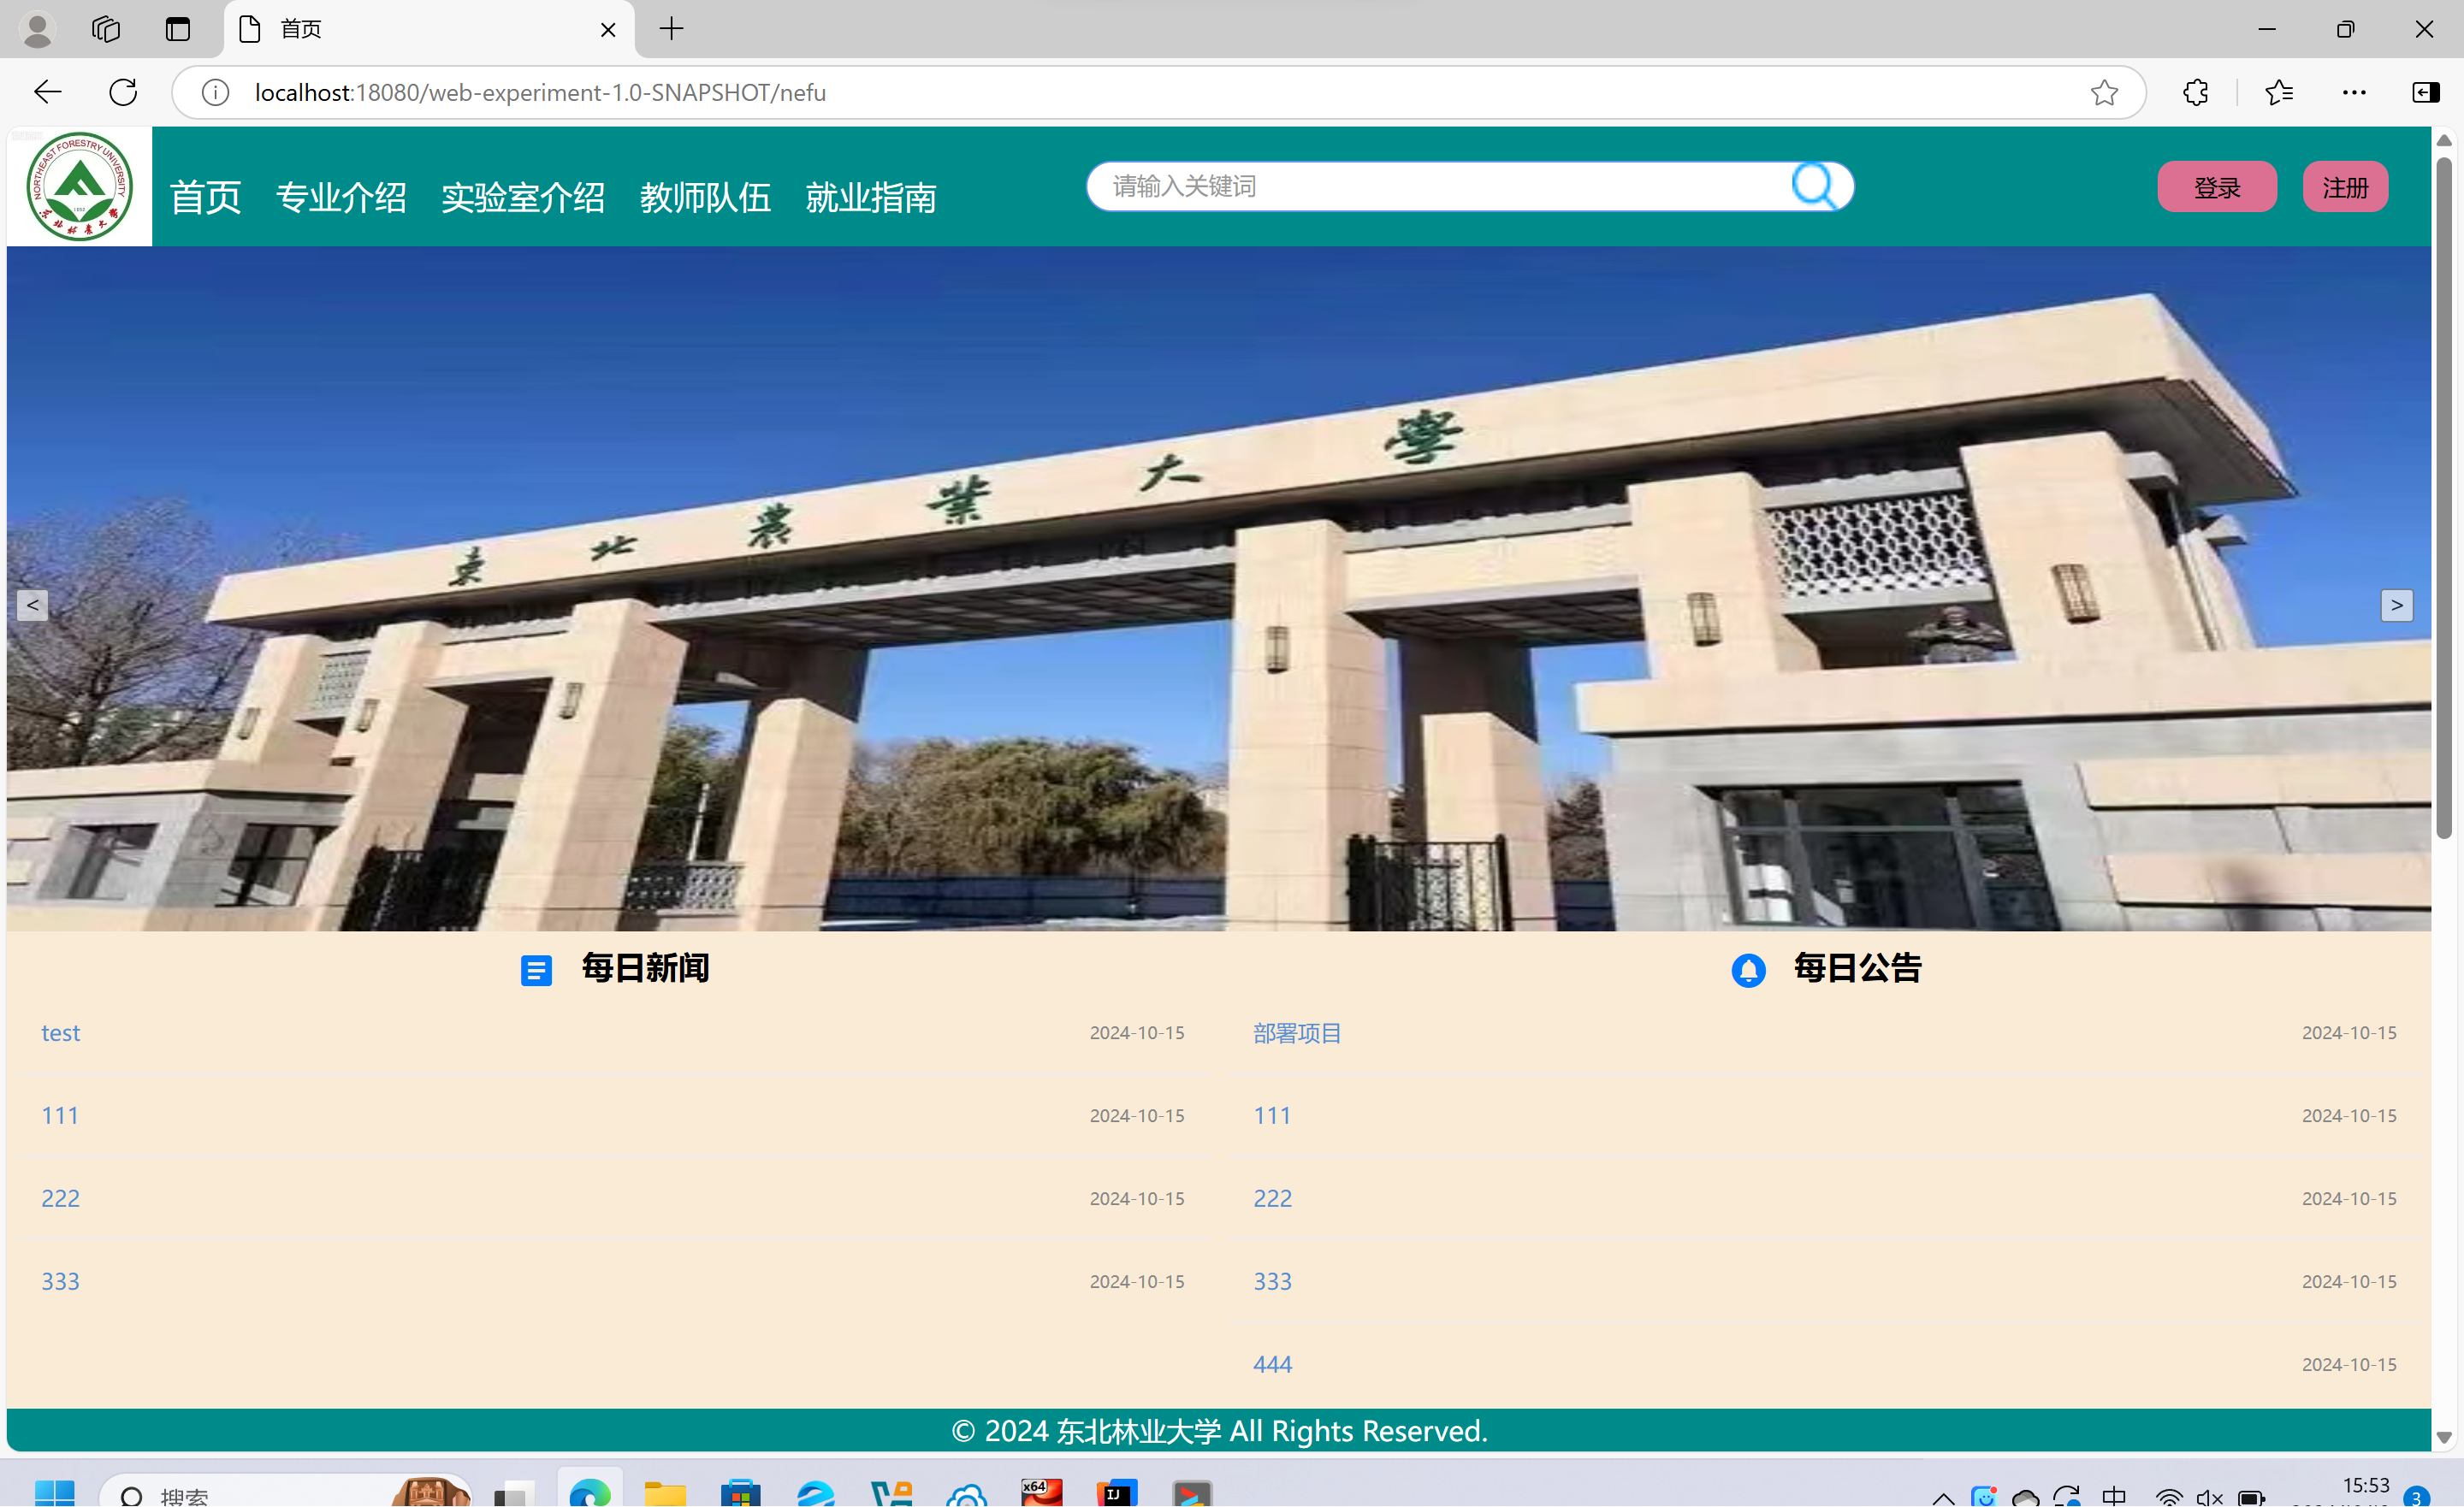 首页
localhost:18080/web-experiment-1.0-SNAPSHOT/nefu
NORTHEAST FORESTRY UNIVERSITY
首页 专业介绍 实验室介绍 教师队伍 就业指南
请输入关键词
登录 注册
东北农业大学
< >
每日新闻
test 2024-10-15
111 2024-10-15
222 2024-10-15
333 2024-10-15
每日公告
部署项目 2024-10-15
111 2024-10-15
222 2024-10-15
333 2024-10-15
444 2024-10-15
© 2024 东北林业大学 All Rights Reserved.
搜索
x64
IJ
中
15:53
3